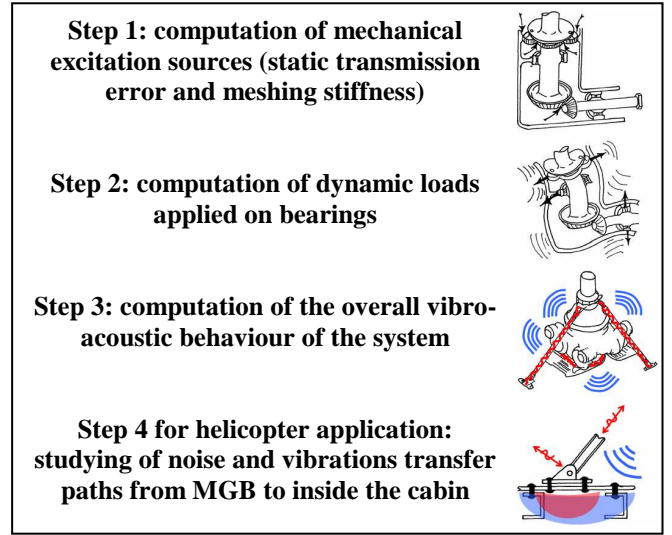 Step 1: computation of mechanical
excitation sources (static transmission
error and meshing stiffness)
Step 2: computation of dynamic loads
applied on bearings
Step 3: computation of the overall vibro-
acoustic behaviour of the system
Step 4 for helicopter application:
studying of noise and vibrations transfer
paths from MGB to inside the cabin